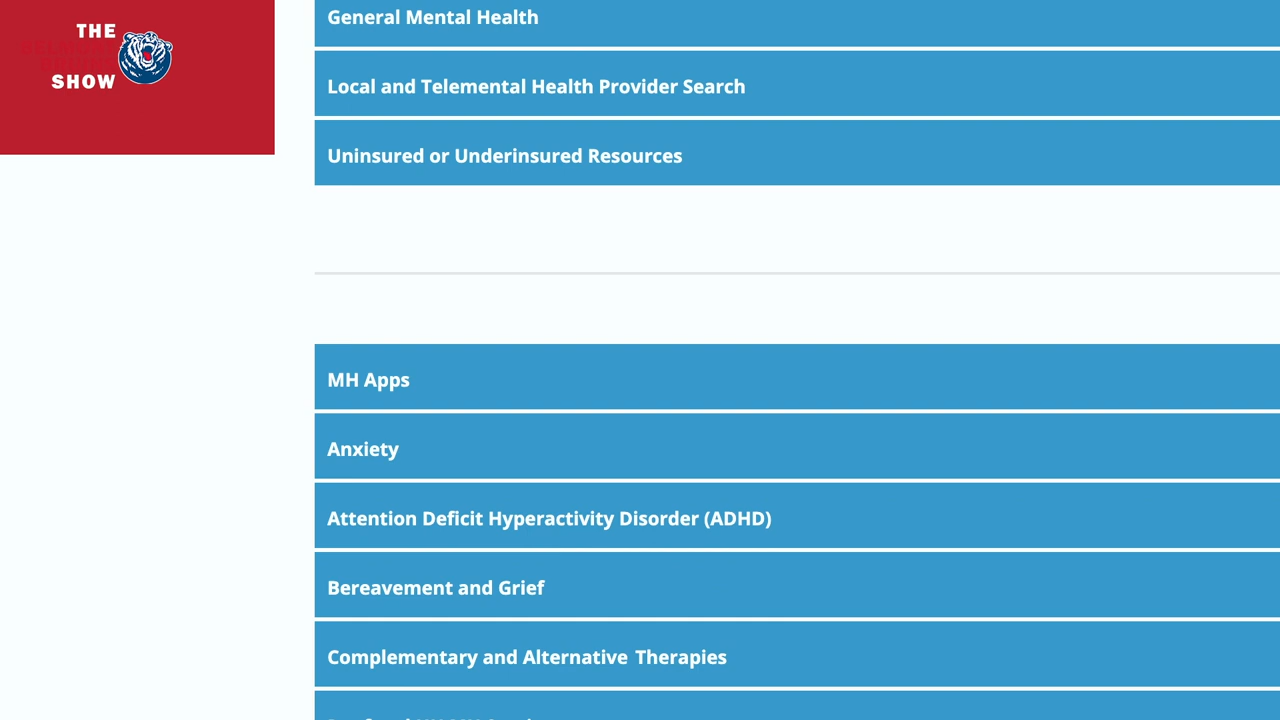 THE
SHOW
General Mental Health
Local and Telemental Health Provider Search
Uninsured or Underinsured Resources
MH Apps
Anxiety
Attention Deficit Hyperactivity Disorder (ADHD)
Bereavement and Grief
Complementary and Alternative Therapies